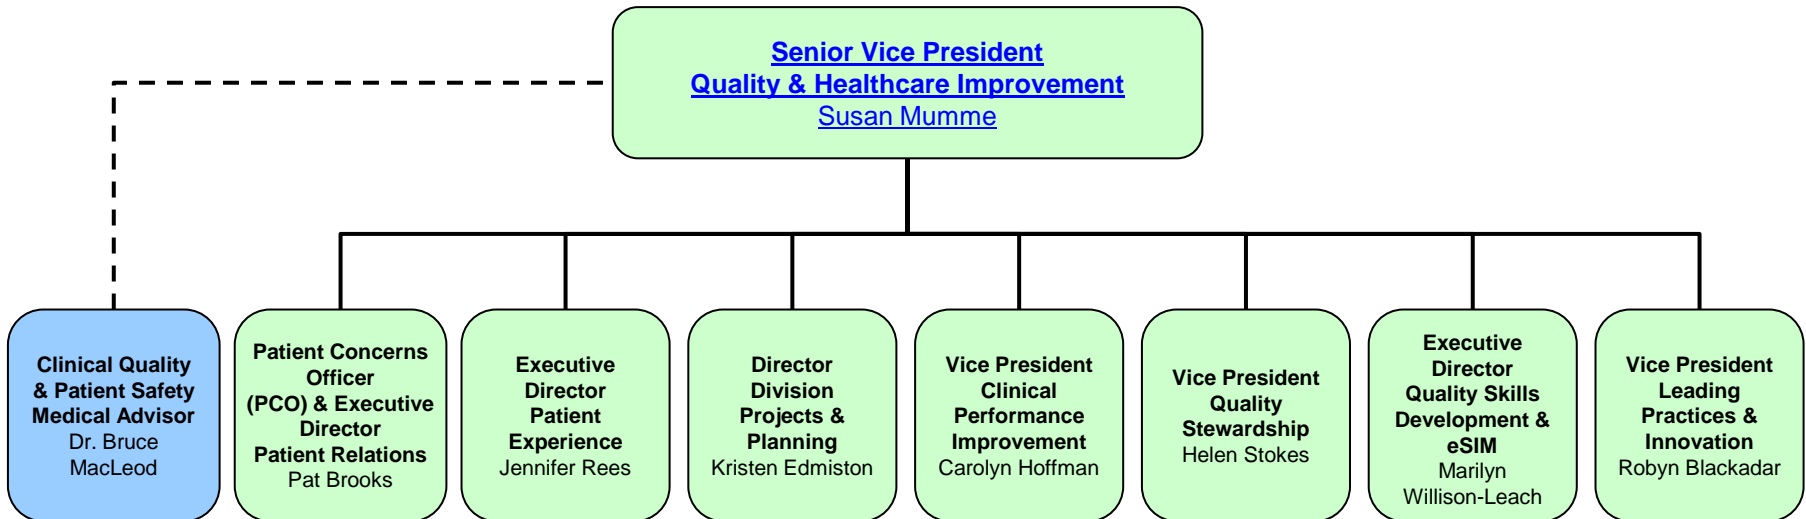 Senior Vice President
Quality & Healthcare Improvement
Susan Mumme
Clinical Quality
& Patient Safety
Medical Advisor
Dr. Bruce
MacLeod
Patient Concerns
Officer
(PCO) & Executive
Director
Patient Relations
Pat Brooks
Executive
Director
Patient
Experience
Jennifer Rees
Director
Division
Projects &
Planning
Kristen Edmiston
Vice President
Clinical
Performance
Improvement
Carolyn Hoffman
Vice President
Quality
Stewardship
Helen Stokes
Executive
Director
Quality Skills
Development &
eSIM
Marilyn
Willison-Leach
Vice President
Leading
Practices &
Innovation
Robyn Blackadar